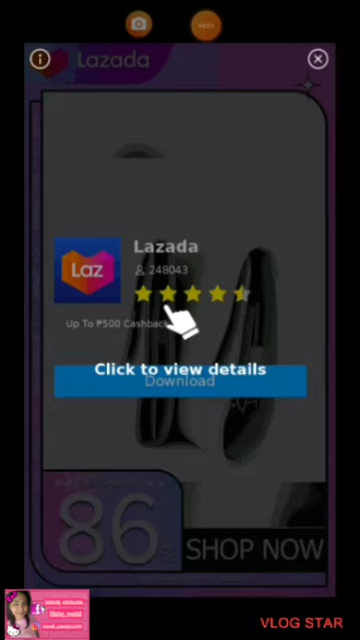 Lazada
Lazada
Laz
248043
Up To ₱500 Cashback
Click to view details
Download
86%
SHOP NOW
VLOG STAR